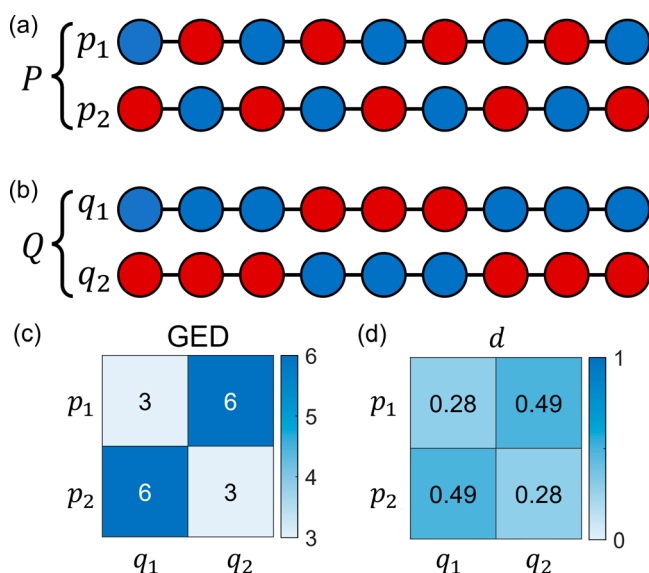 (a)
p₁
P
p₂
(b)
q₁
Q
q₂
(c) GED
6
p₁ 3 6
5
4
p₂ 6 3
3
q₁ q₂
(d) d
1
p₁ 0.28 0.49
p₂ 0.49 0.28
0
q₁ q₂